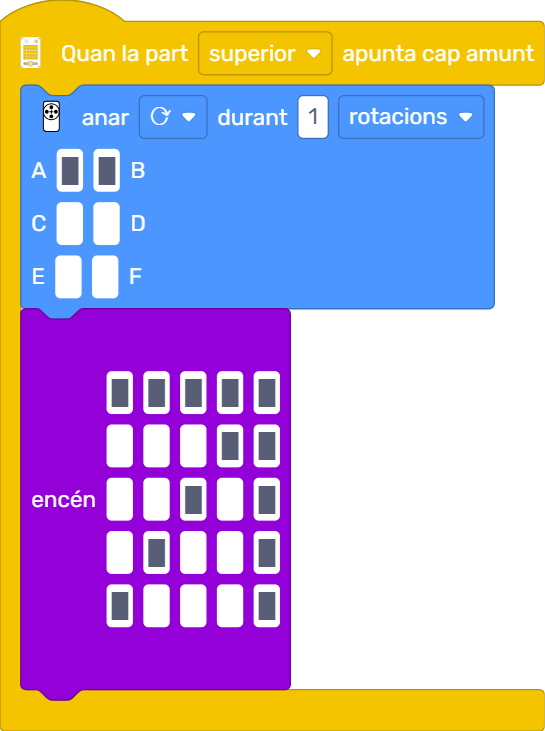 Quan la part superior apunta cap amunt
anar durant 1 rotacions
A B
C D
E F
encén